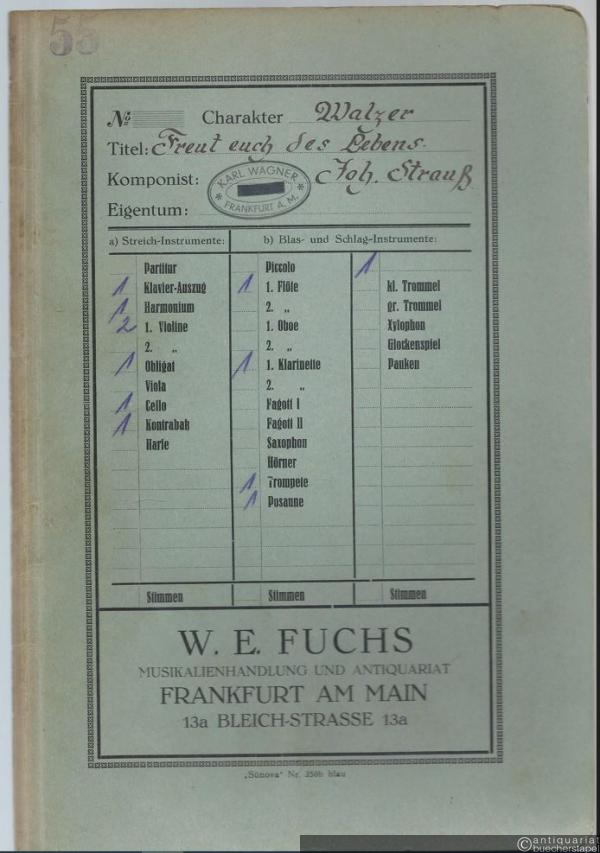 55
№ Charakter Walzer
Titel: Freut euch des Lebens.
Komponist: Joh. Strauß
KARL WAGNER
FRANKFURT A. M.
Eigentum:
a) Streich-Instrumente: b) Blas- und Schlag-Instrumente:
Partitur Piccolo 1
1 Klavier-Auszug 1 1. Flöte kl. Trommel
1 Harmonium 2. „ gr. Trommel
2 1. Violine 1. Oboe Xylophon
2. „ 2. „ Glockenspiel
1 Obligat 1 1. Klarinette Pauken
Viola 2. „
1 Cello Fagott I
1 Kontrabaß Fagott II
Harfe Saxophon
Hörner
1 Trompete
1 Posaune
Stimmen Stimmen Stimmen
W. E. FUCHS
MUSIKALIENHANDLUNG UND ANTIQUARIAT
FRANKFURT AM MAIN
13a BLEICH-STRASSE 13a
„Sünova" Nr. 350b blau
antiquariat
buecherstapel